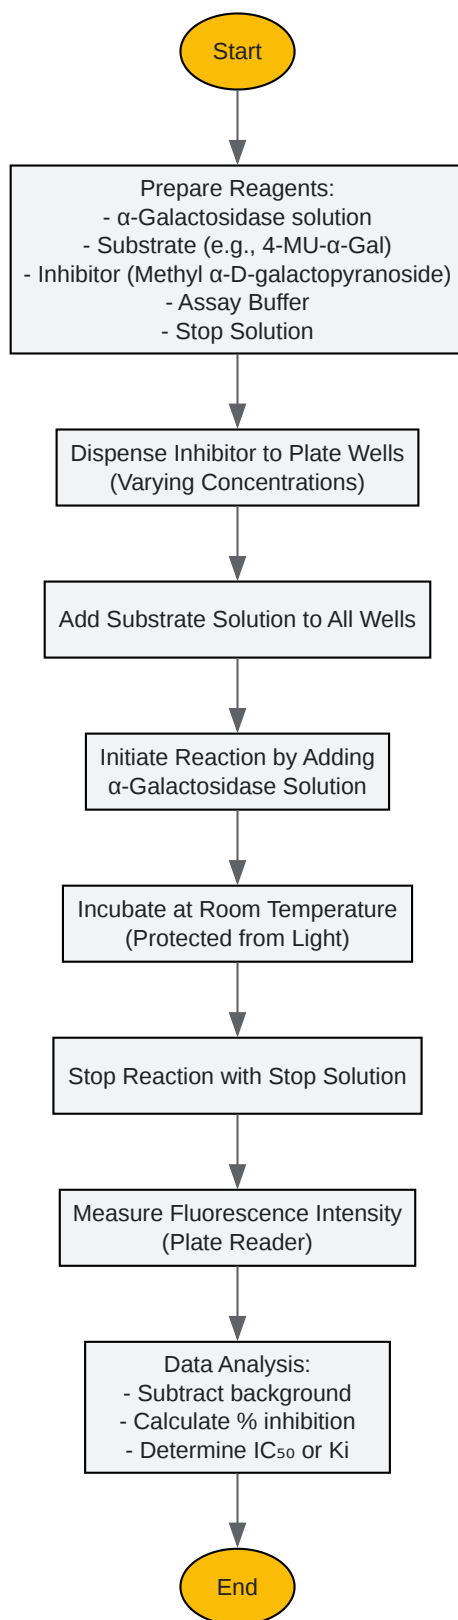 Start
Prepare Reagents:
- α-Galactosidase solution
- Substrate (e.g., 4-MU-α-Gal)
- Inhibitor (Methyl α-D-galactopyranoside)
- Assay Buffer
- Stop Solution
Dispense Inhibitor to Plate Wells
(Varying Concentrations)
Add Substrate Solution to All Wells
Initiate Reaction by Adding
α-Galactosidase Solution
Incubate at Room Temperature
(Protected from Light)
Stop Reaction with Stop Solution
Measure Fluorescence Intensity
(Plate Reader)
Data Analysis:
- Subtract background
- Calculate % inhibition
- Determine IC₅₀ or Ki
End